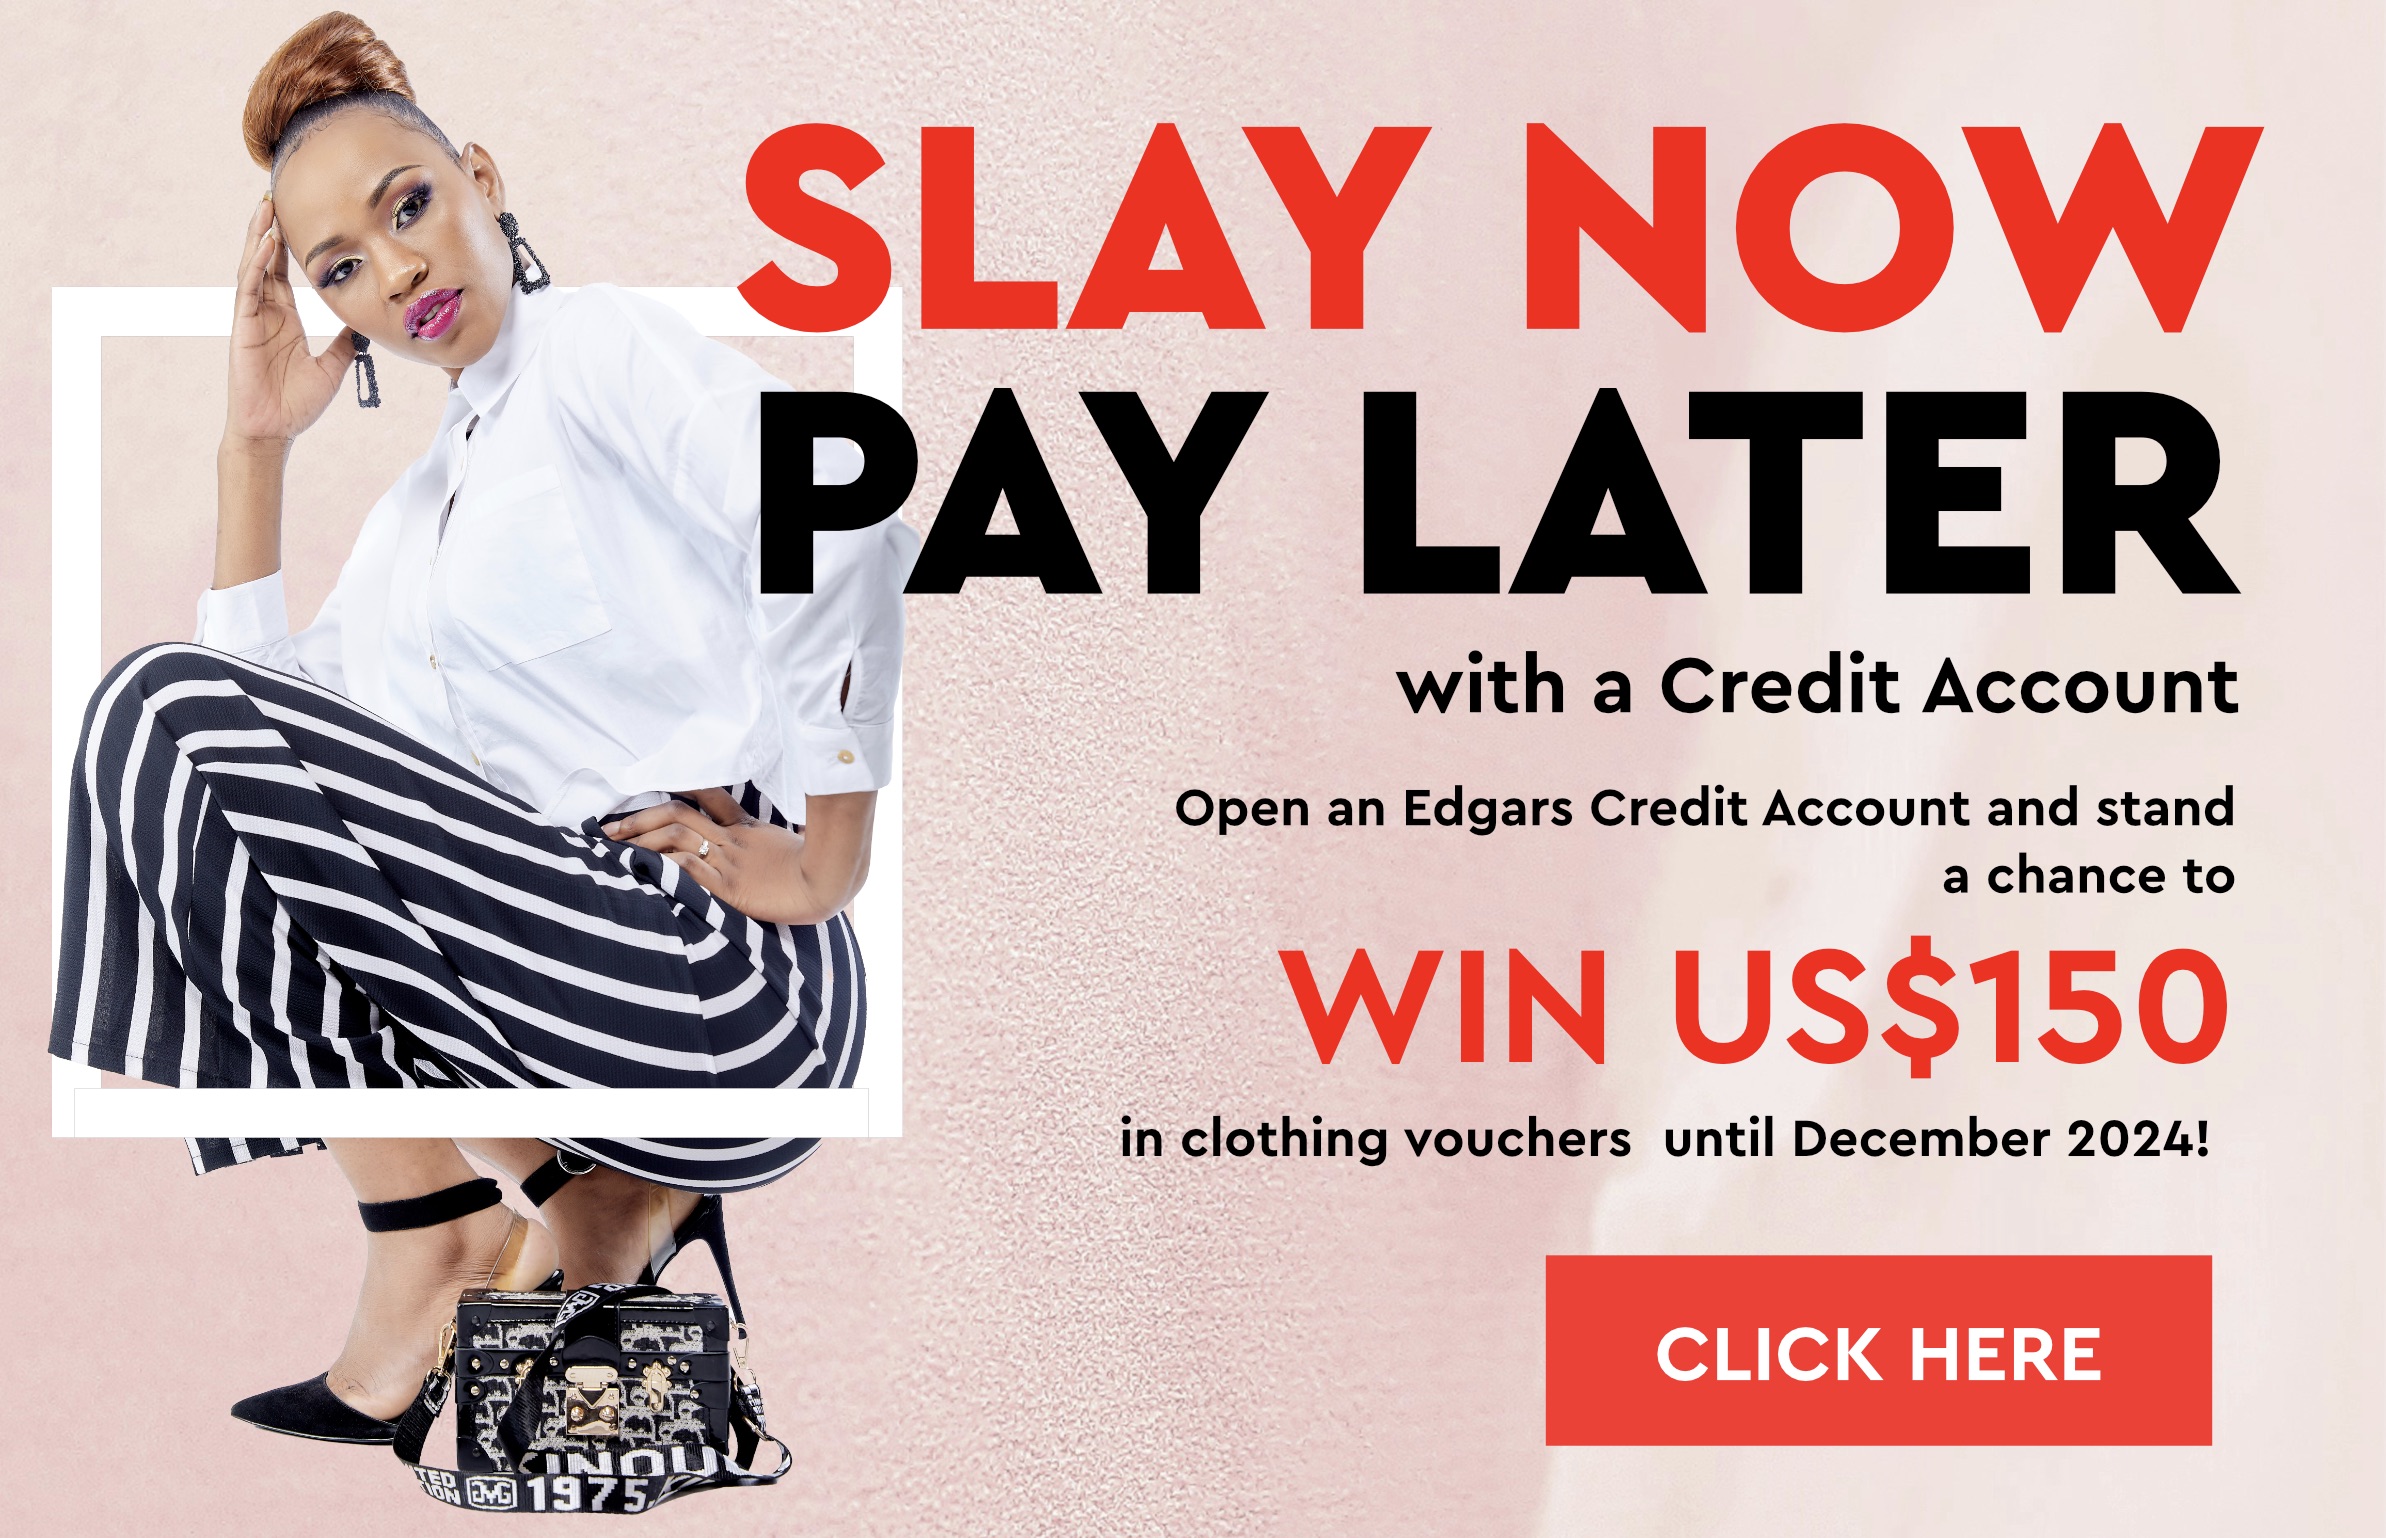 SLAY NOW
PAY LATER
with a Credit Account
Open an Edgars Credit Account and stand
a chance to
WIN US$150
in clothing vouchers until December 2024!
CLICK HERE
1975